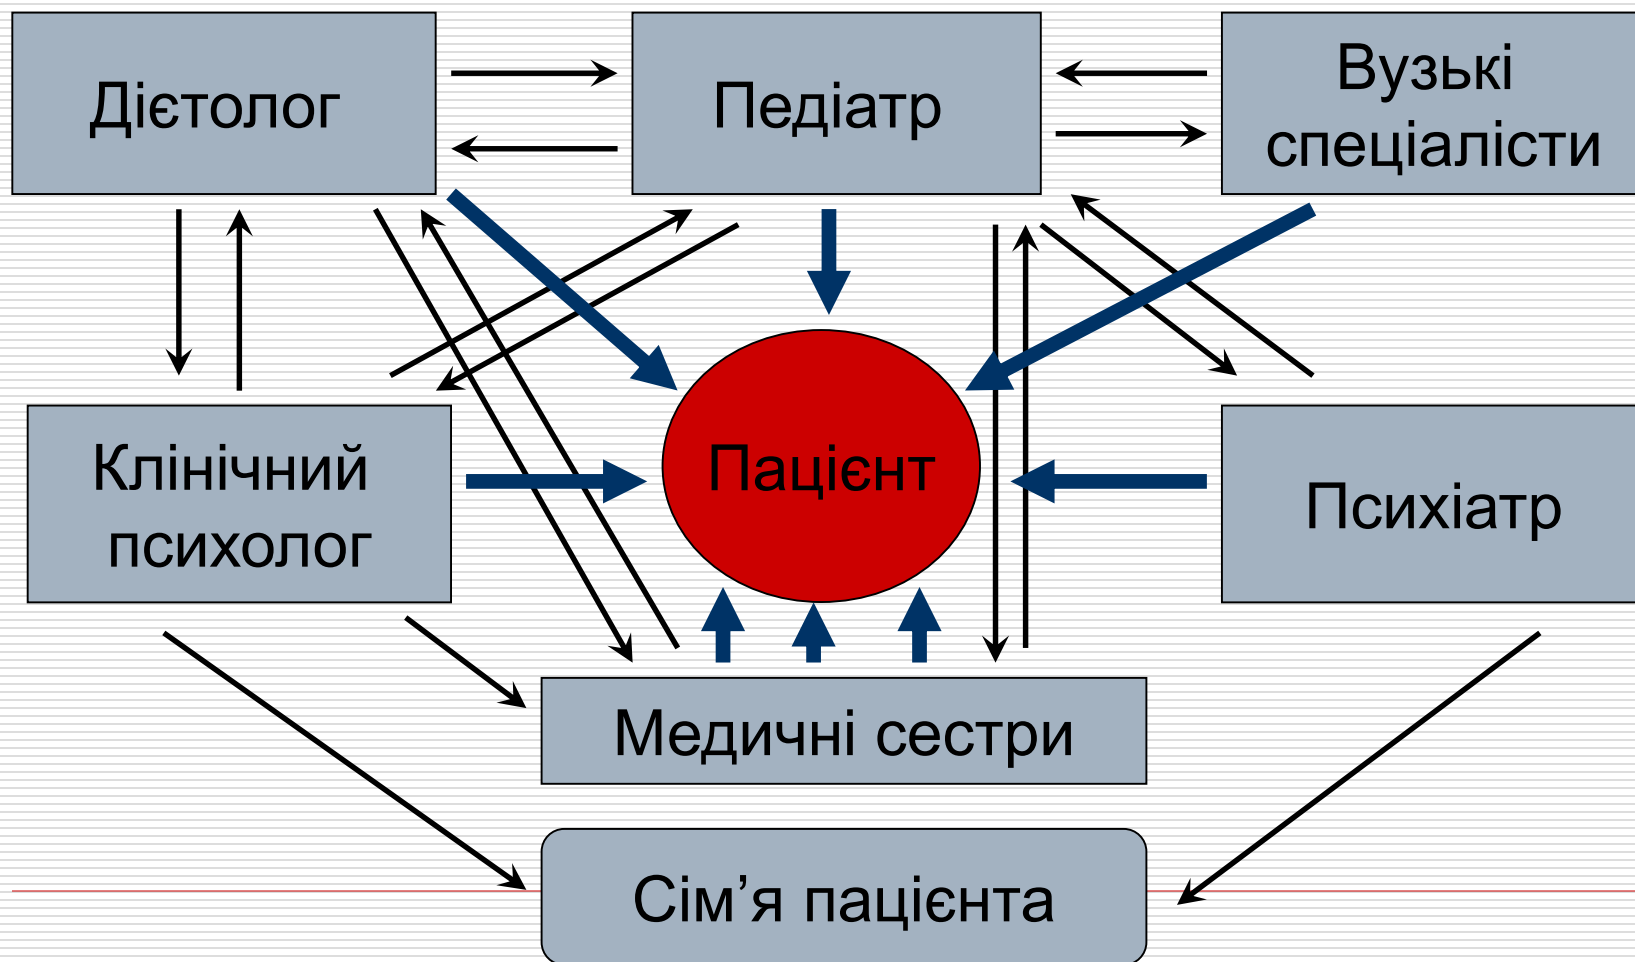 Дієтолог
Педіатр
Вузькі
спеціалісти
Клінічний
психолог
Пацієнт
Психіатр
Медичні сестри
Сім’я пацієнта